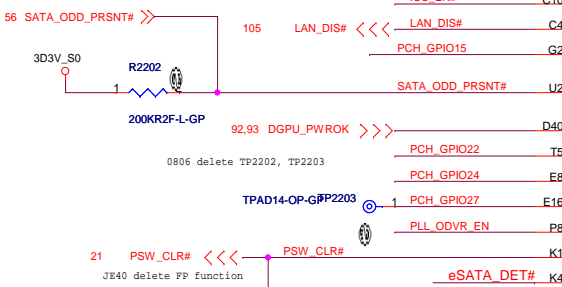 C10
56 SATA_ODD_PRSNT#
105 LAN_DIS# LAN_DIS# C4
PCH_GPIO15 G2
3D3V_S0
R2202
1
SATA_ODD_PRSNT# U2
200KR2F-L-GP
92,93 DGPU_PWROK D40
0806 delete TP2202, TP2203
PCH_GPIO22 T5
PCH_GPIO24 E8
TPAD14-OP-GP TP2203 1 PCH_GPIO27 E16
PLL_ODVR_EN P8
21 PSW_CLR# PSW_CLR# K1
JE40 delete FP function
eSATA_DET# K4